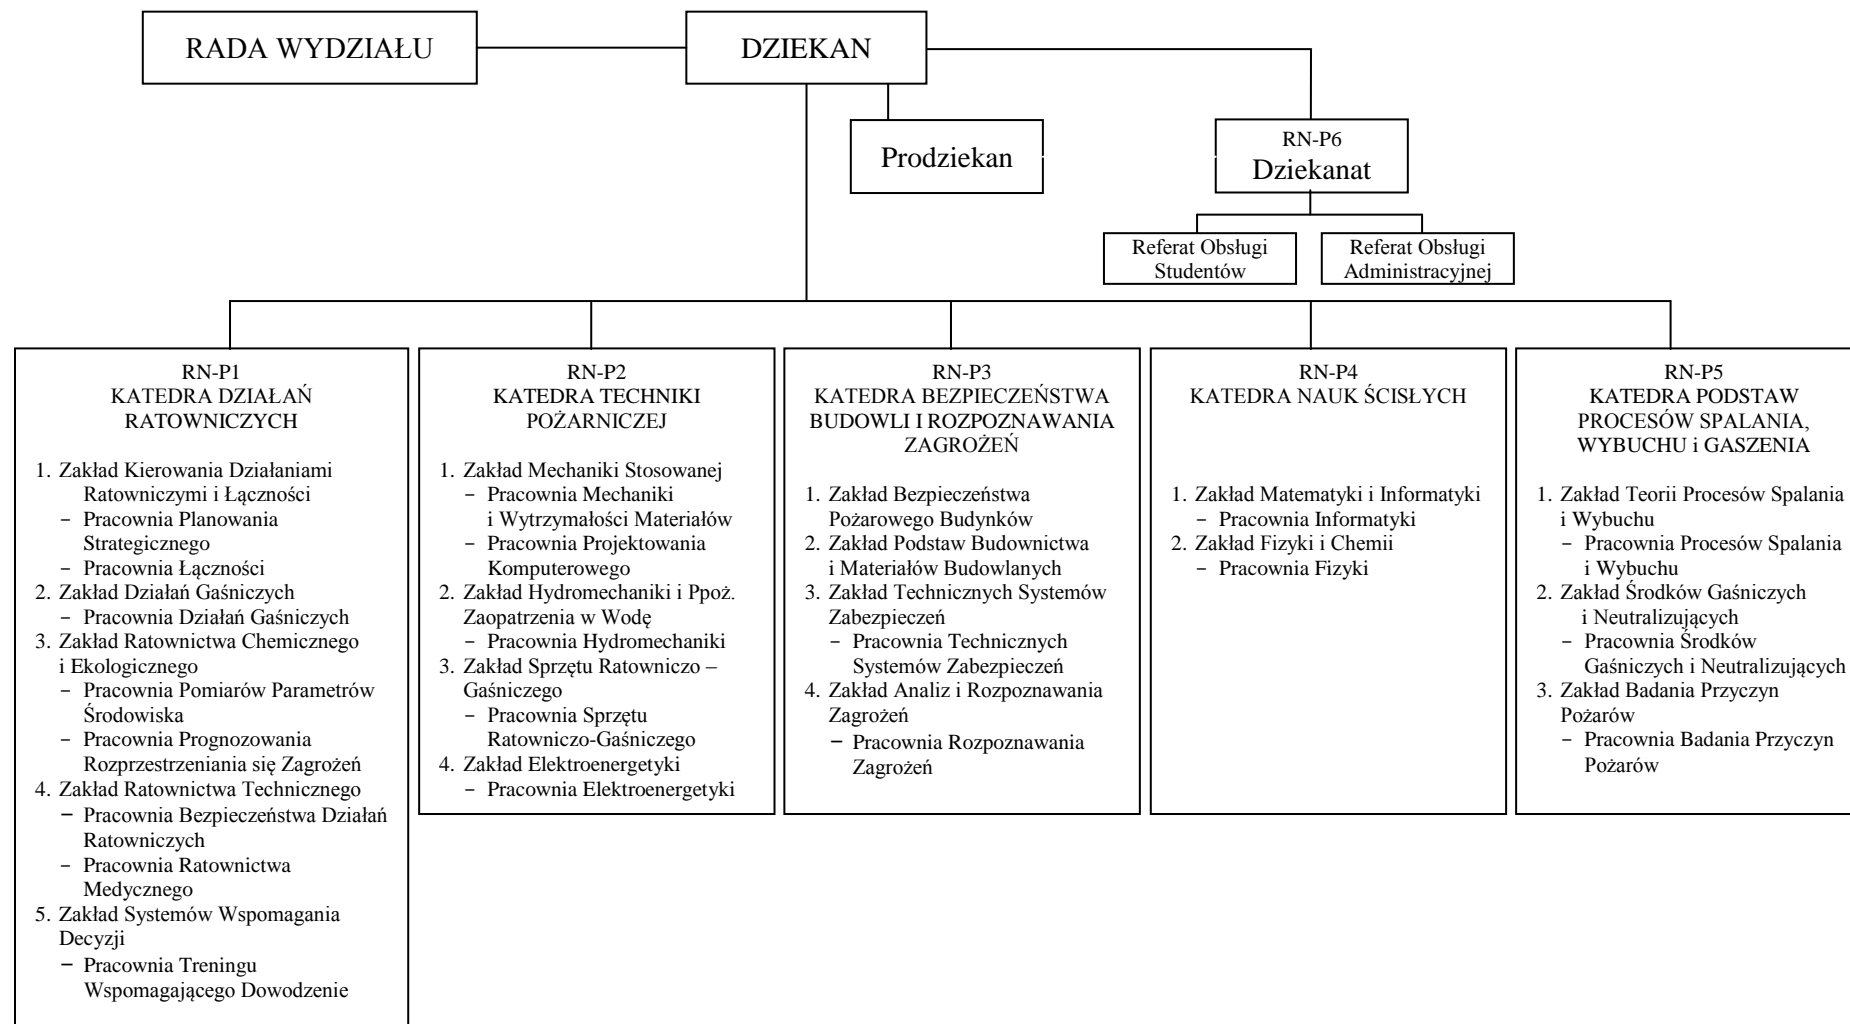 RADA WYDZIAŁU
DZIEKAN
Prodziekan
RN-P6
Dziekanat
Referat Obsługi
Studentów
Referat Obsługi
Administracyjnej
RN-P1
KATEDRA DZIAŁAŃ
RATOWNICZYCH
1. Zakład Kierowania Działaniami
Ratowniczymi i Łączności
− Pracownia Planowania
Strategicznego
− Pracownia Łączności
2. Zakład Działań Gaśniczych
− Pracownia Działań Gaśniczych
3. Zakład Ratownictwa Chemicznego
i Ekologicznego
− Pracownia Pomiarów Parametrów
Środowiska
− Pracownia Prognozowania
Rozprzestrzeniania się Zagrożeń
4. Zakład Ratownictwa Technicznego
− Pracownia Bezpieczeństwa Działań
Ratowniczych
− Pracownia Ratownictwa
Medycznego
5. Zakład Systemów Wspomagania
Decyzji
− Pracownia Treningu
Wspomagającego Dowodzenie
RN-P2
KATEDRA TECHNIKI
POŻARNICZEJ
1. Zakład Mechaniki Stosowanej
− Pracownia Mechaniki
i Wytrzymałości Materiałów
− Pracownia Projektowania
Komputerowego
2. Zakład Hydromechaniki i Ppoż.
Zaopatrzenia w Wodę
− Pracownia Hydromechaniki
3. Zakład Sprzętu Ratowniczo –
Gaśniczego
− Pracownia Sprzętu
Ratowniczo-Gaśniczego
4. Zakład Elektroenergetyki
− Pracownia Elektroenergetyki
RN-P3
KATEDRA BEZPIECZEŃSTWA
BUDOWLI I ROZPOZNAWANIA
ZAGROŻEŃ
1. Zakład Bezpieczeństwa
Pożarowego Budynków
2. Zakład Podstaw Budownictwa
i Materiałów Budowlanych
3. Zakład Technicznych Systemów
Zabezpieczeń
− Pracownia Technicznych
Systemów Zabezpieczeń
4. Zakład Analiz i Rozpoznawania
Zagrożeń
− Pracownia Rozpoznawania
Zagrożeń
RN-P4
KATEDRA NAUK ŚCISŁYCH
1. Zakład Matematyki i Informatyki
− Pracownia Informatyki
2. Zakład Fizyki i Chemii
− Pracownia Fizyki
RN-P5
KATEDRA PODSTAW
PROCESÓW SPALANIA,
WYBUCHU i GASZENIA
1. Zakład Teorii Procesów Spalania
i Wybuchu
− Pracownia Procesów Spalania
i Wybuchu
2. Zakład Środków Gaśniczych
i Neutralizujących
− Pracownia Środków
Gaśniczych i Neutralizujących
3. Zakład Badania Przyczyn
Pożarów
− Pracownia Badania Przyczyn
Pożarów